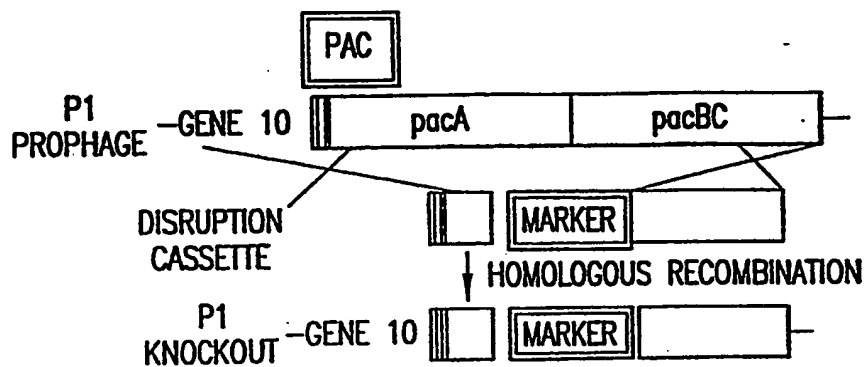 PAC
P1
PROPHAGE
GENE 10
pacA
pacBC
DISRUPTION
CASSETTE
MARKER
HOMOLOGOUS RECOMBINATION
P1
KNOCKOUT
GENE 10
MARKER